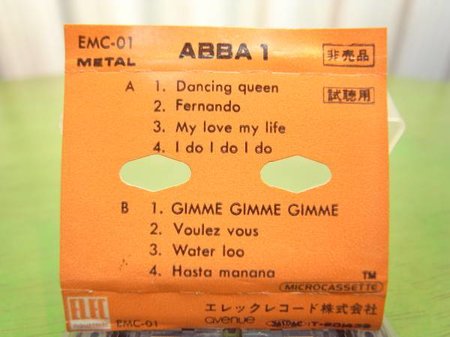 EMC-01 ABBA 1 非売品
METAL
A 1. Dancing queen 試聴用
2. Fernando
3. My love my life
4. I do I do I do
B 1. GIMME GIMME GIMME
2. Voulez vous
3. Water loo
4. Hasta manana
TM
MICROCASSETTE
エレックレコード株式会社
EMC-01 avenue